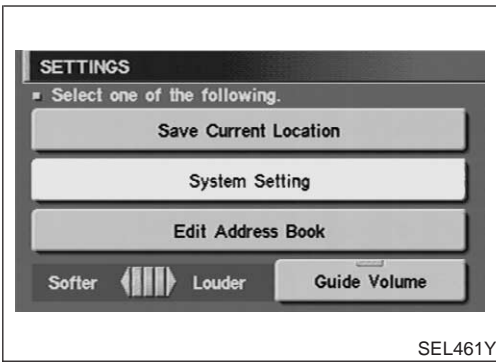 SETTINGS
Select one of the following.
Save Current Location
System Setting
Edit Address Book
Softer Louder Guide Volume
SEL461Y